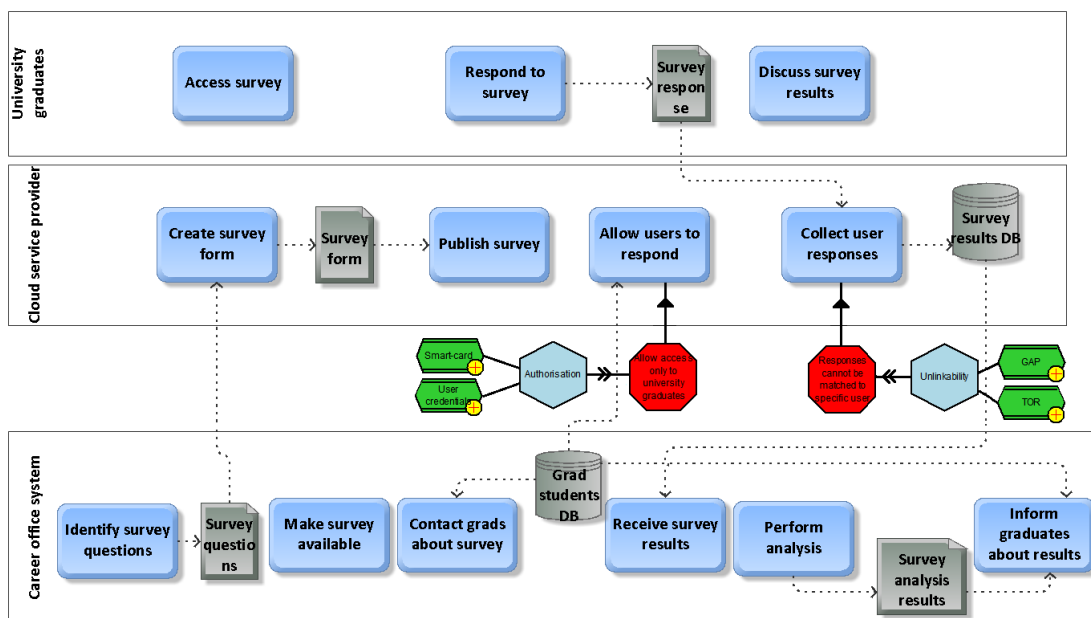 University
graduates
Access survey
Respond to
survey
Survey
respon
se
Discuss survey
results
Cloud service provider
Create survey
form
Survey
form
Publish survey
Allow users to
respond
Collect user
responses
Survey
results DB
Smart-card
User
credentials
Authorisation
Allow access
only to
university
graduates
Responses
cannot be
matched to
specific user
Unlinkability
GAP
TOR
Career office system
Identify survey
questions
Survey
questio
ns
Make survey
available
Contact grads
about survey
Grad
students
DB
Receive survey
results
Perform
analysis
Survey
analysis
results
Inform
graduates
about results